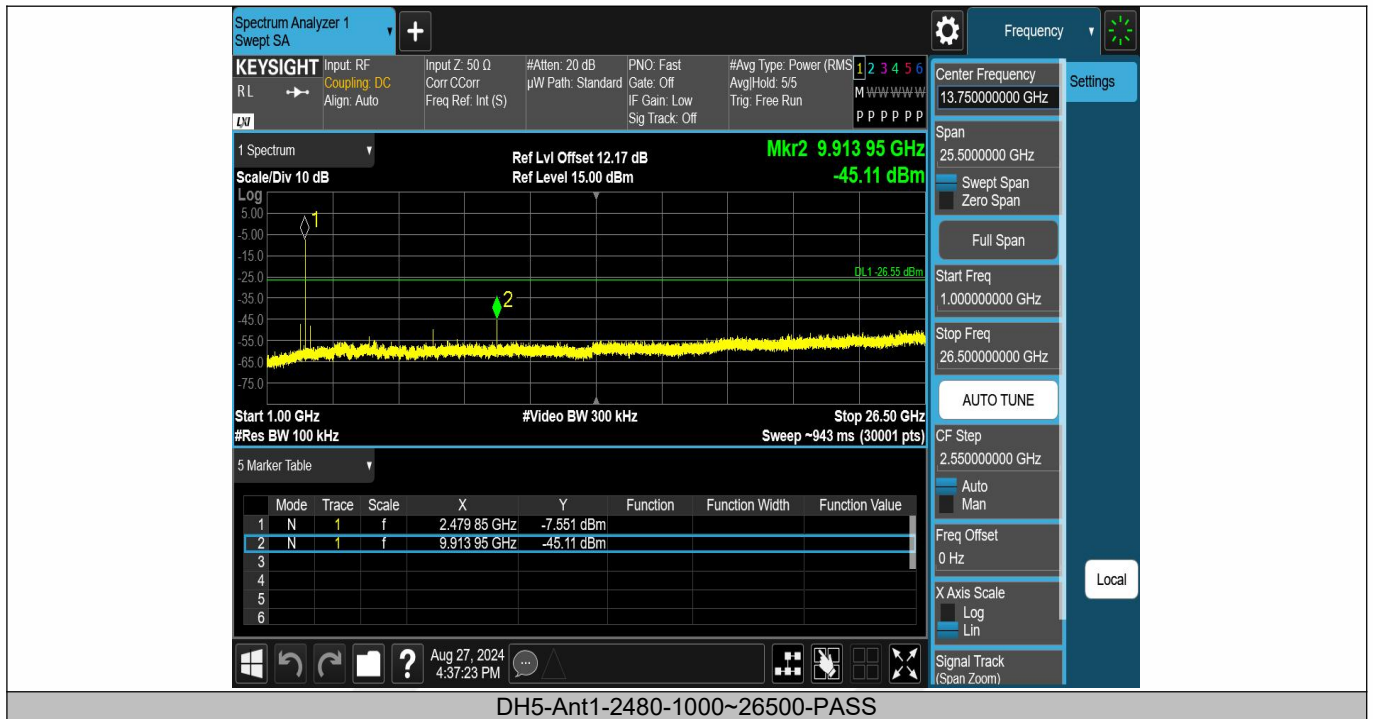 Spectrum Analyzer 1
Swept SA
+
Frequency
KEYSIGHT
RL
LXI
Input: RF
Coupling: DC
Align: Auto
Input Z: 50 Ω
Corr CCorr
Freq Ref: Int (S)
#Atten: 20 dB
µW Path: Standard
PNO: Fast
Gate: Off
IF Gain: Low
Sig Track: Off
#Avg Type: Power (RMS
Avg|Hold: 5/5
Trig: Free Run
1 2 3 4 5 6
M W W W W W
P P P P P P
1 Spectrum
Scale/Div 10 dB
Ref Lvl Offset 12.17 dB
Ref Level 15.00 dBm
Mkr2 9.913 95 GHz
-45.11 dBm
Log
5.00
-5.00
-15.0
-25.0
-35.0
-45.0
-55.0
-65.0
-75.0
1
2
DL1 -26.55 dBm
Start 1.00 GHz
#Res BW 100 kHz
#Video BW 300 kHz
Stop 26.50 GHz
Sweep ~943 ms (30001 pts)
5 Marker Table
Mode Trace Scale X Y Function Function Width Function Value
1 N 1 f 2.479 85 GHz -7.551 dBm
2 N 1 f 9.913 95 GHz -45.11 dBm
3
4
5
6
Center Frequency
13.750000000 GHz
Settings
Span
25.5000000 GHz
Swept Span
Zero Span
Full Span
Start Freq
1.000000000 GHz
Stop Freq
26.500000000 GHz
AUTO TUNE
CF Step
2.550000000 GHz
Auto
Man
Freq Offset
0 Hz
X Axis Scale
Log
Lin
Local
Signal Track
(Span Zoom)
?
Aug 27, 2024
4:37:23 PM
DH5-Ant1-2480-1000~26500-PASS